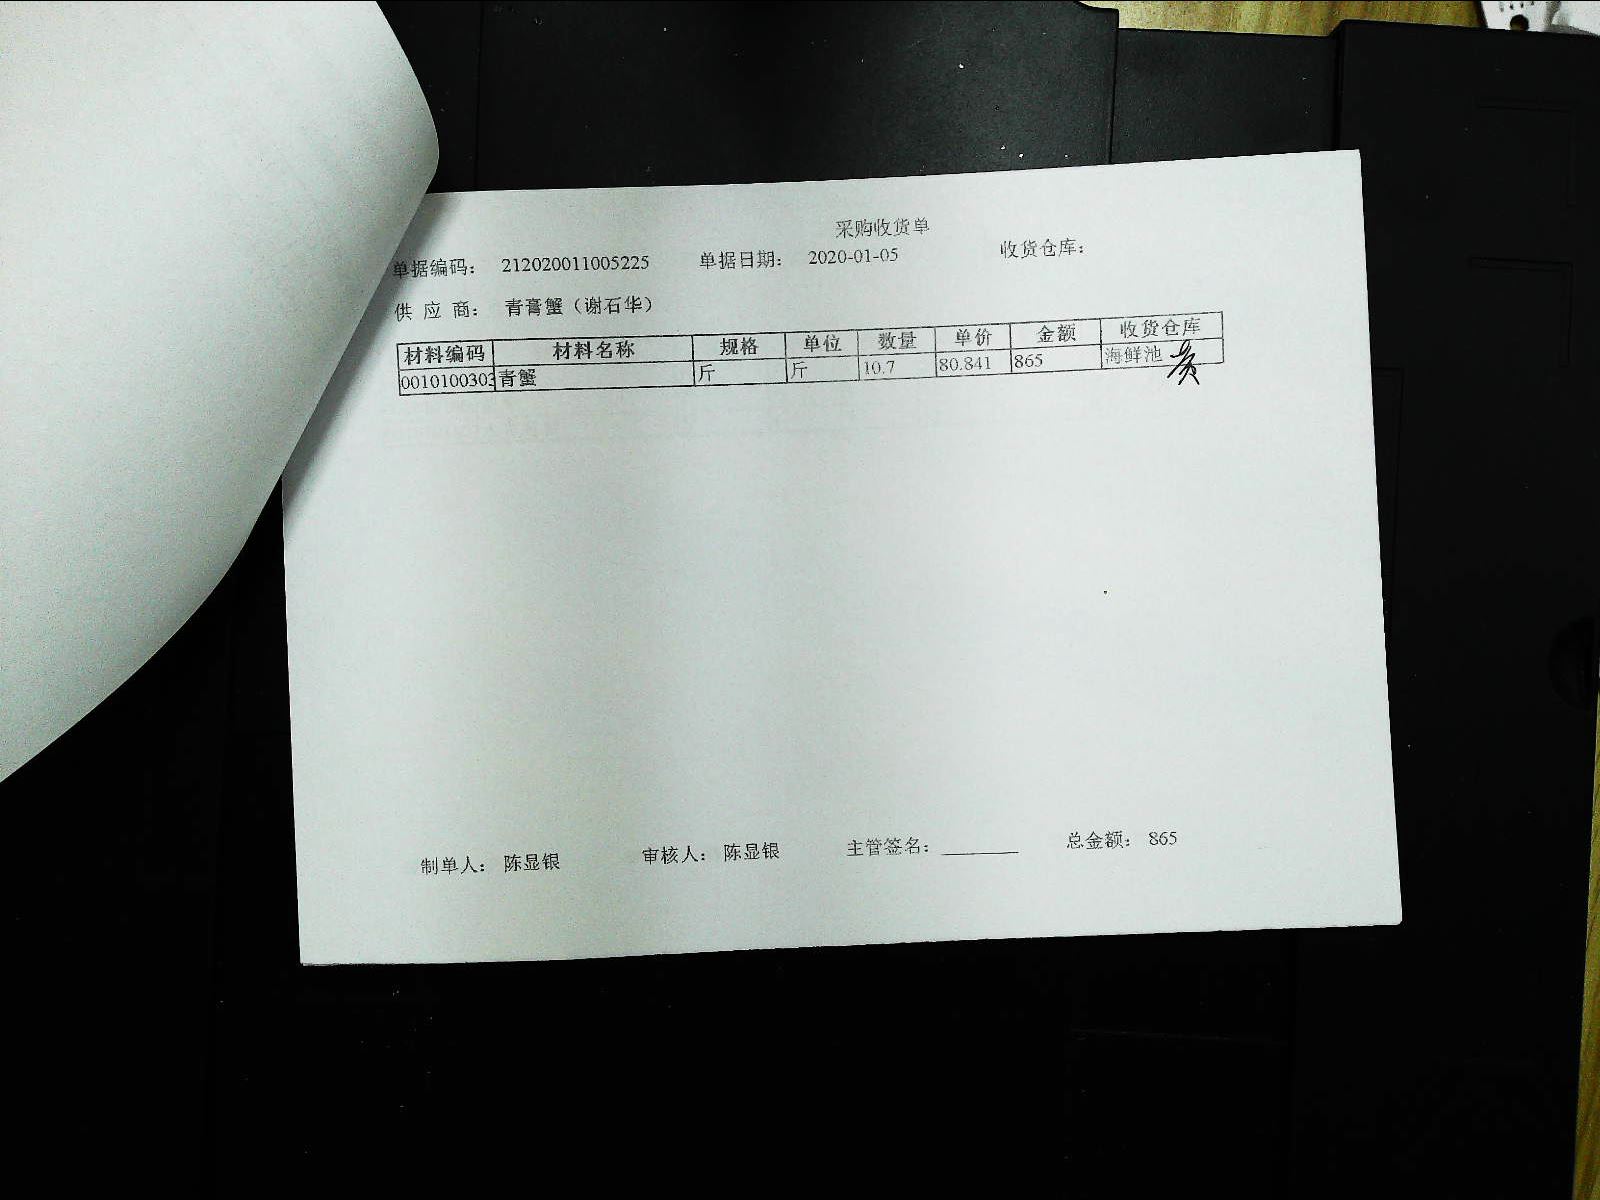 采购收货单
单据编码： 212020011005225 单据日期： 2020-01-05 收货仓库：
供 应 商： 青膏蟹（谢石华）
材料编码 材料名称 规格 单位 数量 单价 金额 收货仓库
0010100303 青蟹 斤 斤 10.7 80.841 865 海鲜池
制单人： 陈显银 审核人： 陈显银 主管签名： 总金额： 865